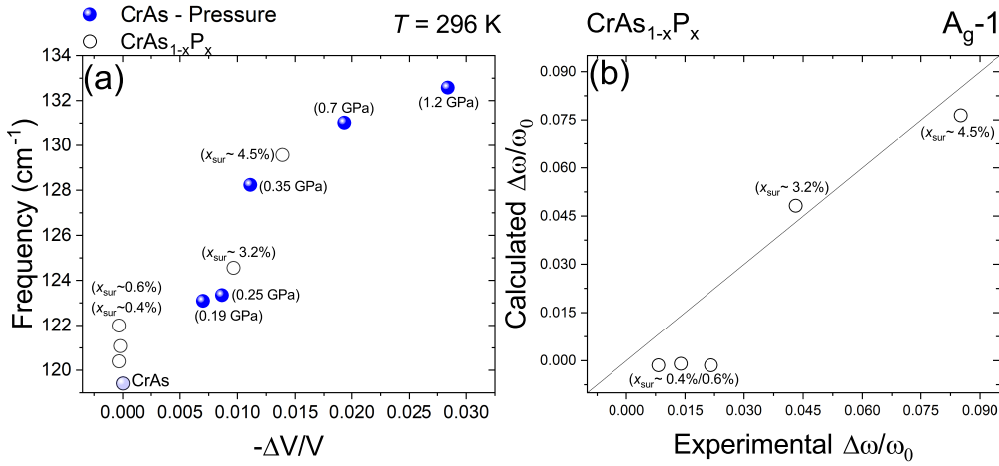 CrAs - Pressure
CrAs1-xPx
T = 296 K
(a)
Frequency (cm-1)
134
132
130
128
126
124
122
120
(0.7 GPa)
(1.2 GPa)
(xsur~ 4.5%)
(0.35 GPa)
(xsur~ 3.2%)
(xsur~0.6%)
(xsur~0.4%)
(0.25 GPa)
(0.19 GPa)
CrAs
0.000 0.005 0.010 0.015 0.020 0.025 0.030
-ΔV/V
CrAs1-xPx
Ag-1
(b)
Calculated Δω/ω0
0.090
0.075
0.060
0.045
0.030
0.015
0.000
(xsur~ 4.5%)
(xsur~ 3.2%)
(xsur~ 0.4%/0.6%)
0.000 0.015 0.030 0.045 0.060 0.075 0.090
Experimental Δω/ω0